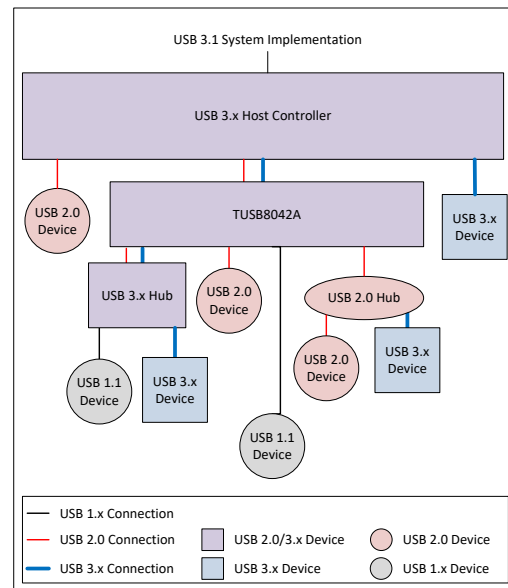 USB 3.1 System Implementation
USB 3.x Host Controller
USB 2.0
Device
TUSB8042A
USB 3.x
Device
USB 3.x Hub
USB 2.0
Device
USB 2.0 Hub
USB 1.1
Device
USB 3.x
Device
USB 2.0
Device
USB 3.x
Device
USB 1.1
Device
USB 1.x Connection
USB 2.0 Connection
USB 2.0/3.x Device
USB 2.0 Device
USB 3.x Connection
USB 3.x Device
USB 1.x Device